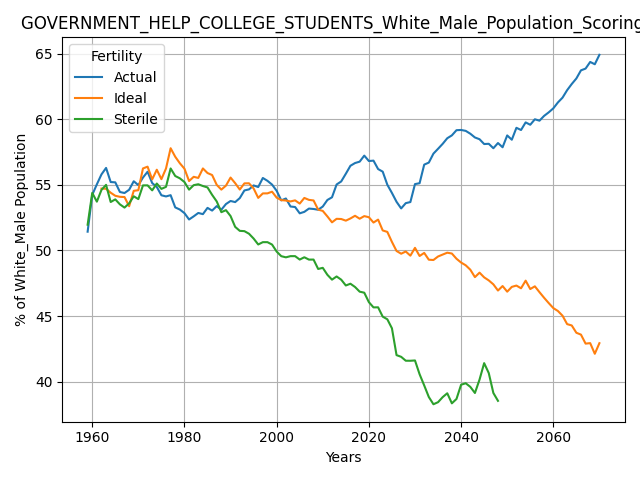 GOVERNMENT_HELP_COLLEGE_STUDENTS_White_Male_Population_Scoring
Fertility
Actual
Ideal
Sterile
% of White_Male Population
65
60
55
50
45
40
1960
1980
2000
2020
2040
2060
Years